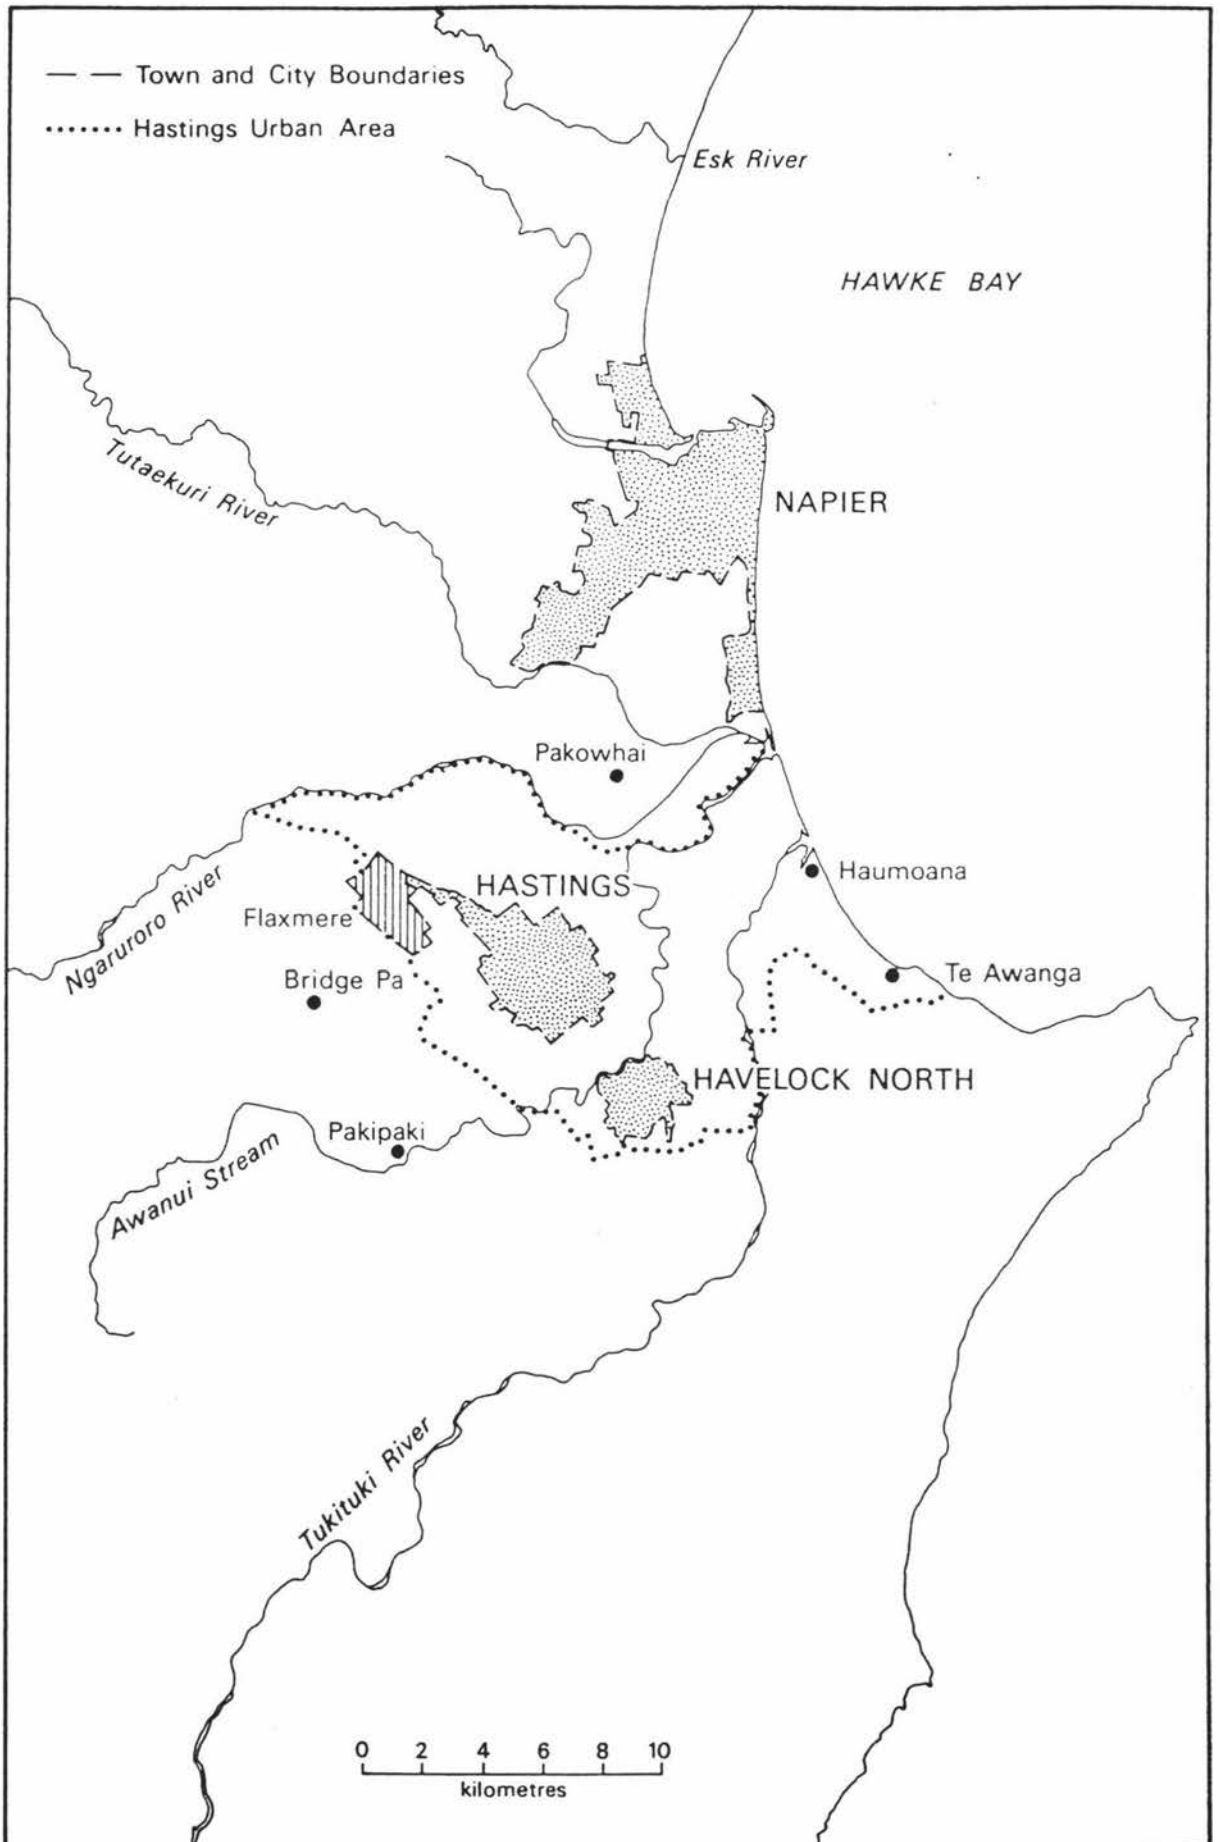 Town and City Boundaries
Hastings Urban Area
Esk River
HAWKE BAY
Tutaekuri River
NAPIER
Pakowhai
Haumoana
HASTINGS
Flaxmere
Ngaruroro River
Bridge Pa
Te Awanga
HAVELOCK NORTH
Pakipaki
Awanui Stream
Tukituki River
0 2 4 6 8 10
kilometres